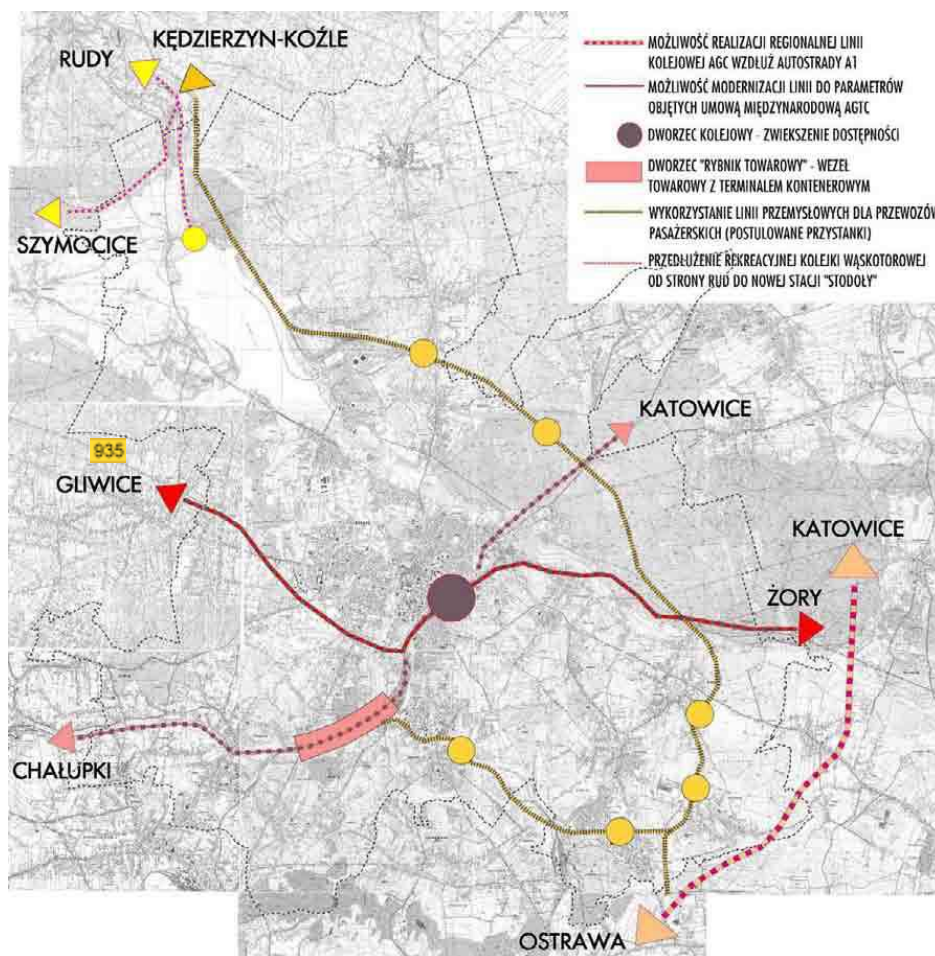 KĘDZIERZYN-KOŹLE
RUDY
SZYMOCICE
MOŻLIWOŚĆ REALIZACJI REGIONALNEJ LINII
KOLEJOWEJ AGC WZDŁUŻ AUTOSTRADY A1
MOŻLIWOŚĆ MODERNIZACJI LINII DO PARAMETRÓW
OBJĘTYCH UMOWĄ MIĘDZYNARODOWĄ AGTC
DWORZEC KOLEJOWY - ZWIEKSZENIE DOSTĘPNOŚCI
DWORZEC "RYBNIK TOWAROWY" - WEZEŁ
TOWAROWY Z TERMINALEM KONTENEROWYM
WYKORZYSTANIE LINII PRZEMYSŁOWYCH DLA PRZEWOZÓW
PASAŻERSKICH (POSTULOWANE PRZYSTANKI)
PRZEDŁUŻENIE REKREACYJNEJ KOLEJKI WĄSKOTOROWEJ
OD STRONY RUD DO NOWEJ STACJI "STODOŁY"
KATOWICE
935
GLIWICE
KATOWICE
ŻORY
CHAŁUPKI
OSTRAWA